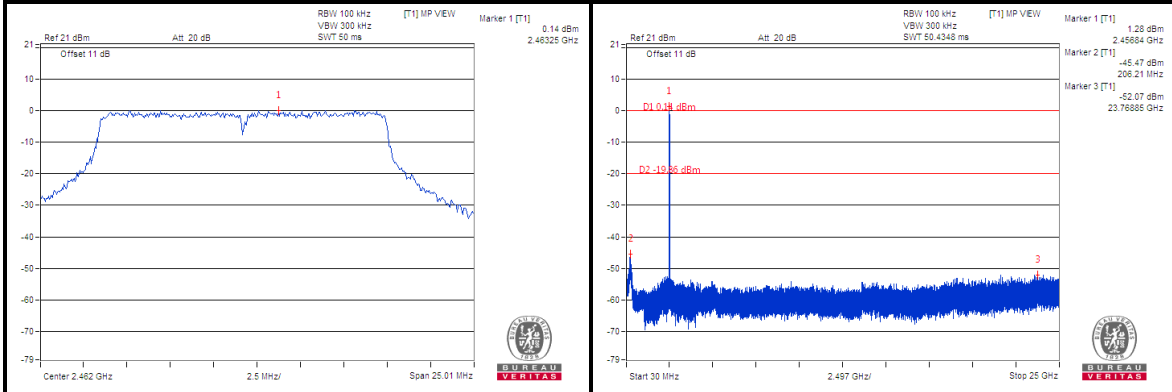 RBW 100 kHz [T1] MP VIEW
VBW 300 kHz
SWT 50 ms
Marker 1 [T1]
0.14 dBm
2.46325 GHz
Ref 21 dBm Att 20 dB
21
Offset 11 dB
10
0
-10
-20
-30
-40
-50
-60
-70
-79
1
Center 2.462 GHz 2.5 MHz/ Span 25.01 MHz
BUREAU VERITAS
1828
BUREAU
VERITAS
RBW 100 kHz [T1] MP VIEW
VBW 300 kHz
SWT 50.4348 ms
Marker 1 [T1]
1.28 dBm
2.45684 GHz
Marker 2 [T1]
-45.47 dBm
206.21 MHz
Marker 3 [T1]
-52.07 dBm
23.76885 GHz
Ref 21 dBm Att 20 dB
21
Offset 11 dB
10
0
-10
-20
-30
-40
-50
-60
-70
-79
1
D1 0.14 dBm
D2 -19.86 dBm
2
3
Start 30 MHz 2.497 GHz/ Stop 25 GHz
BUREAU VERITAS
1828
BUREAU
VERITAS